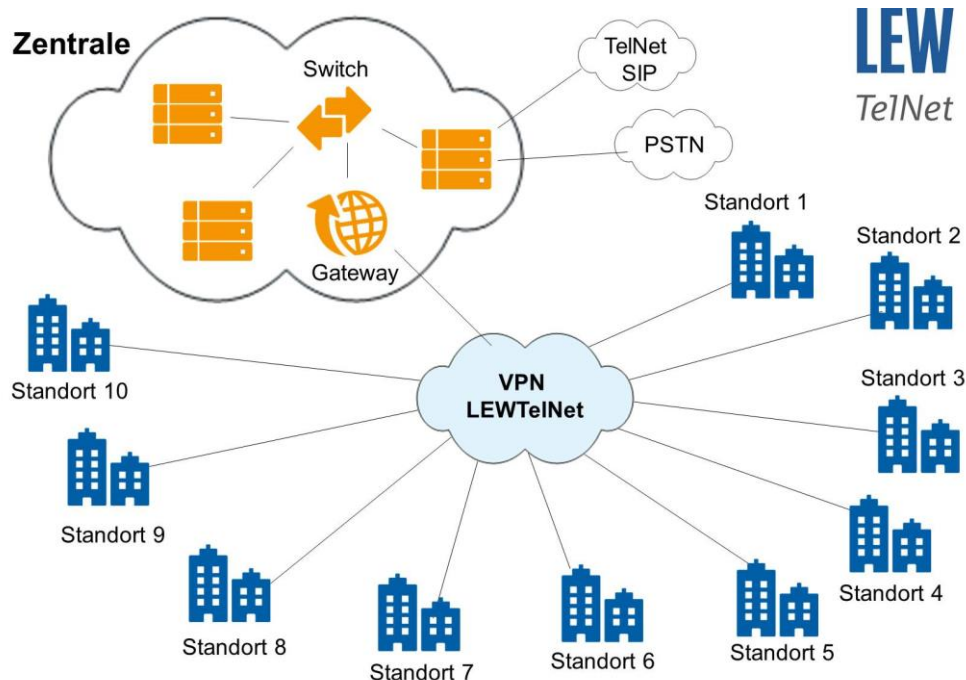 Zentrale
Switch
Gateway
TelNet
SIP
PSTN
LEW
TelNet
Standort 1
Standort 2
Standort 3
Standort 4
Standort 5
Standort 6
Standort 7
Standort 8
Standort 9
Standort 10
VPN
LEWTelNet